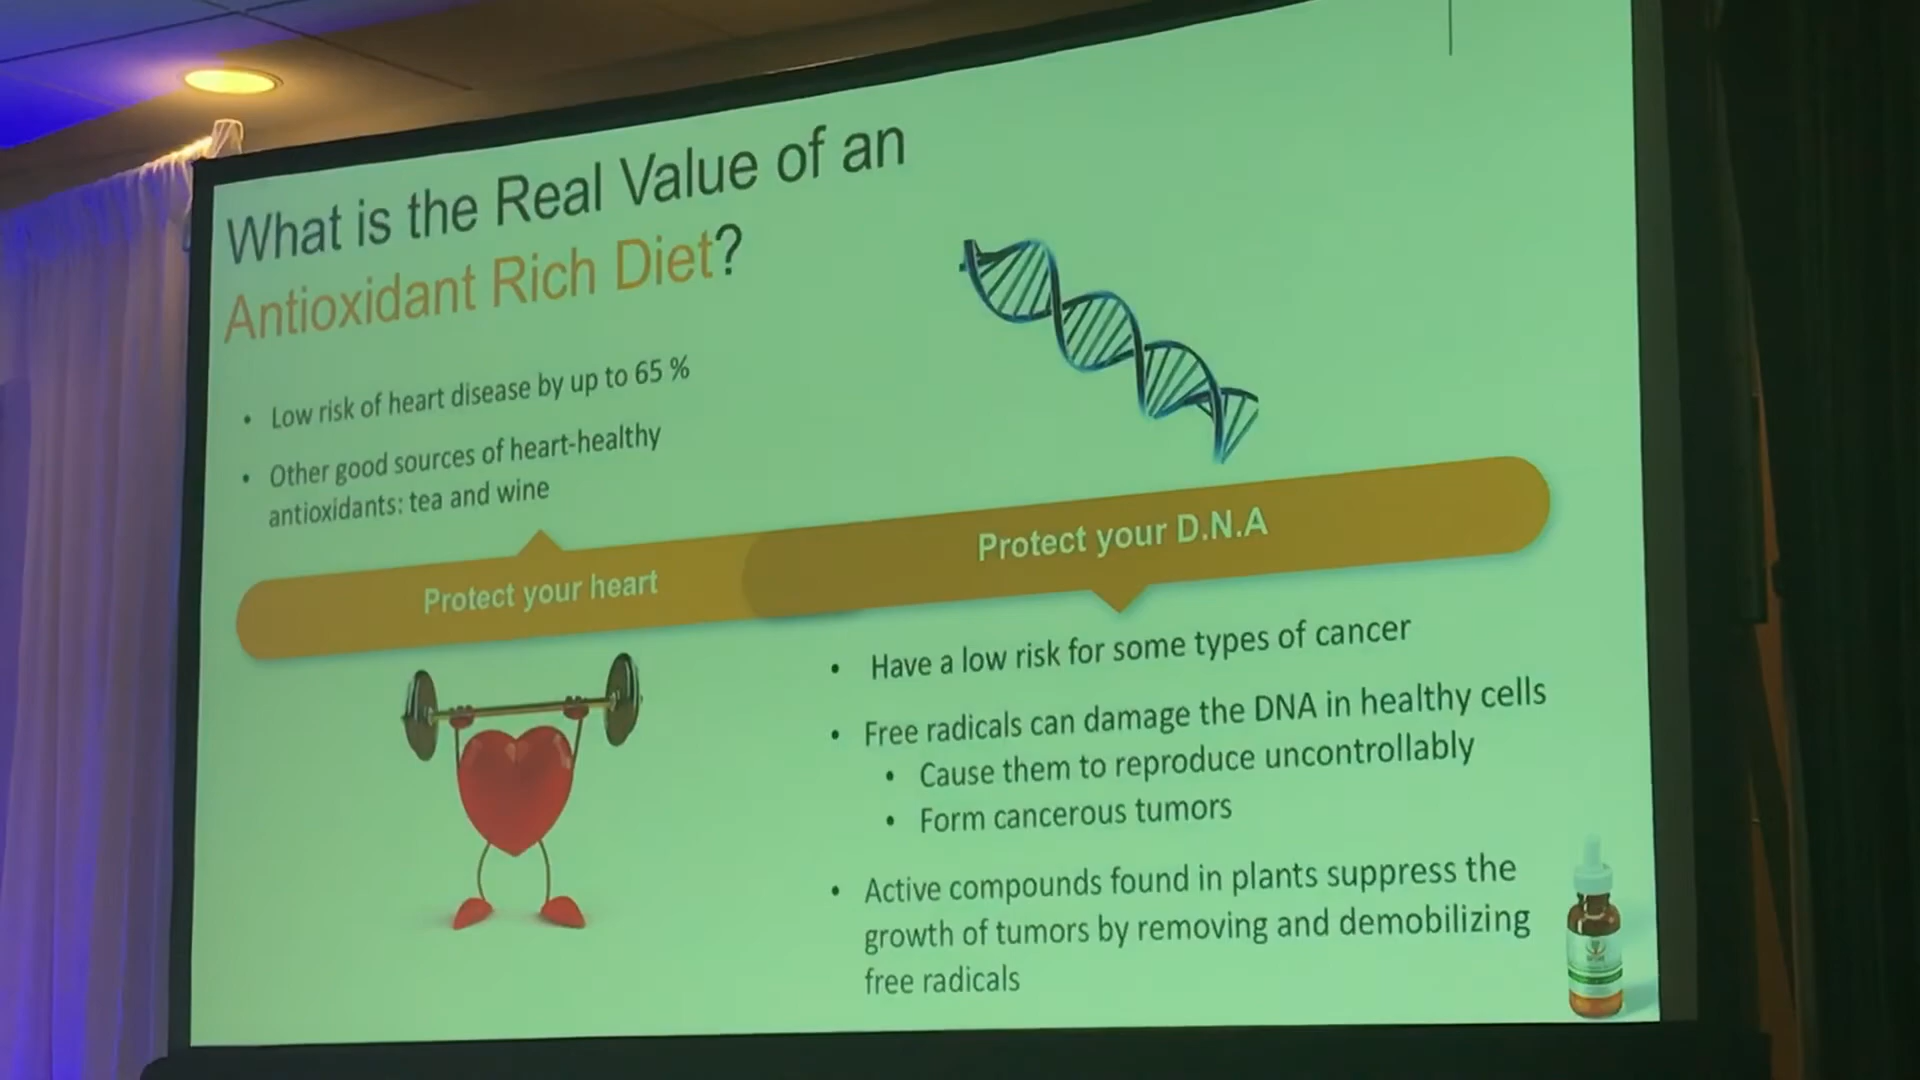 What is the Real Value of an
Antioxidant Rich Diet?
• Low risk of heart disease by up to 65 %
• Other good sources of heart-healthy
antioxidants: tea and wine
Protect your heart
Protect your D.N.A
• Have a low risk for some types of cancer
• Free radicals can damage the DNA in healthy cells
• Cause them to reproduce uncontrollably
• Form cancerous tumors
• Active compounds found in plants suppress the
growth of tumors by removing and demobilizing
free radicals